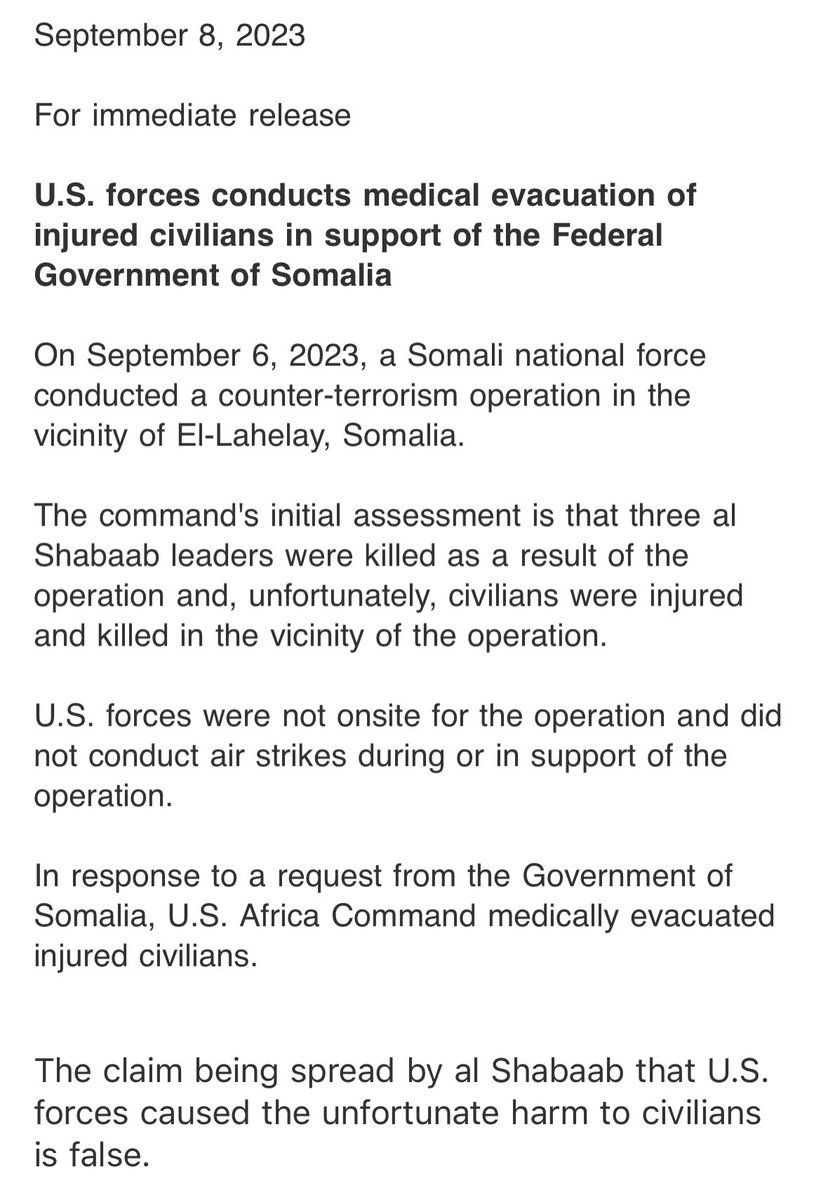 September 8, 2023
For immediate release
U.S. forces conducts medical evacuation of
injured civilians in support of the Federal
Government of Somalia
On September 6, 2023, a Somali national force
conducted a counter-terrorism operation in the
vicinity of El-Lahelay, Somalia.
The command's initial assessment is that three al
Shabaab leaders were killed as a result of the
operation and, unfortunately, civilians were injured
and killed in the vicinity of the operation.
U.S. forces were not onsite for the operation and did
not conduct air strikes during or in support of the
operation.
In response to a request from the Government of
Somalia, U.S. Africa Command medically evacuated
injured civilians.
The claim being spread by al Shabaab that U.S.
forces caused the unfortunate harm to civilians
is false.